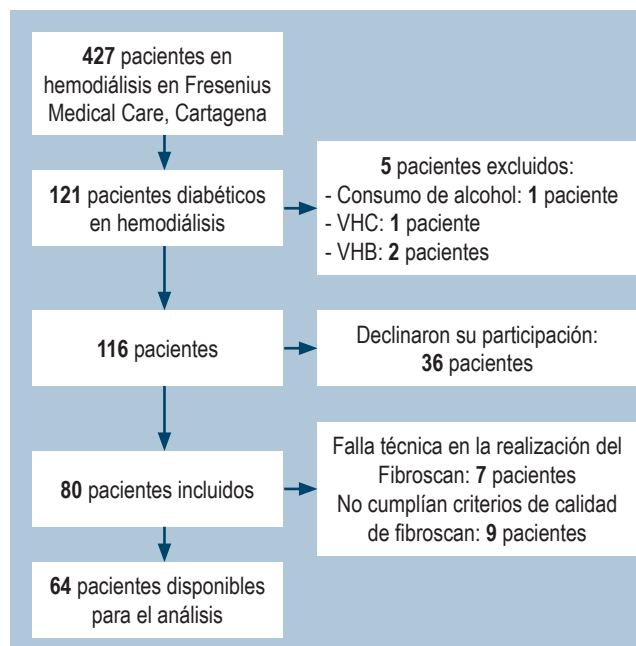 427 pacientes en
hemodiálisis en Fresenius
Medical Care, Cartagena
121 pacientes diabéticos
en hemodiálisis
5 pacientes excluidos:
- Consumo de alcohol: 1 paciente
- VHC: 1 paciente
- VHB: 2 pacientes
116 pacientes
Declinaron su participación:
36 pacientes
80 pacientes incluidos
Falla técnica en la realización del
Fibroscan: 7 pacientes
No cumplían criterios de calidad
de fibroscan: 9 pacientes
64 pacientes disponibles
para el análisis